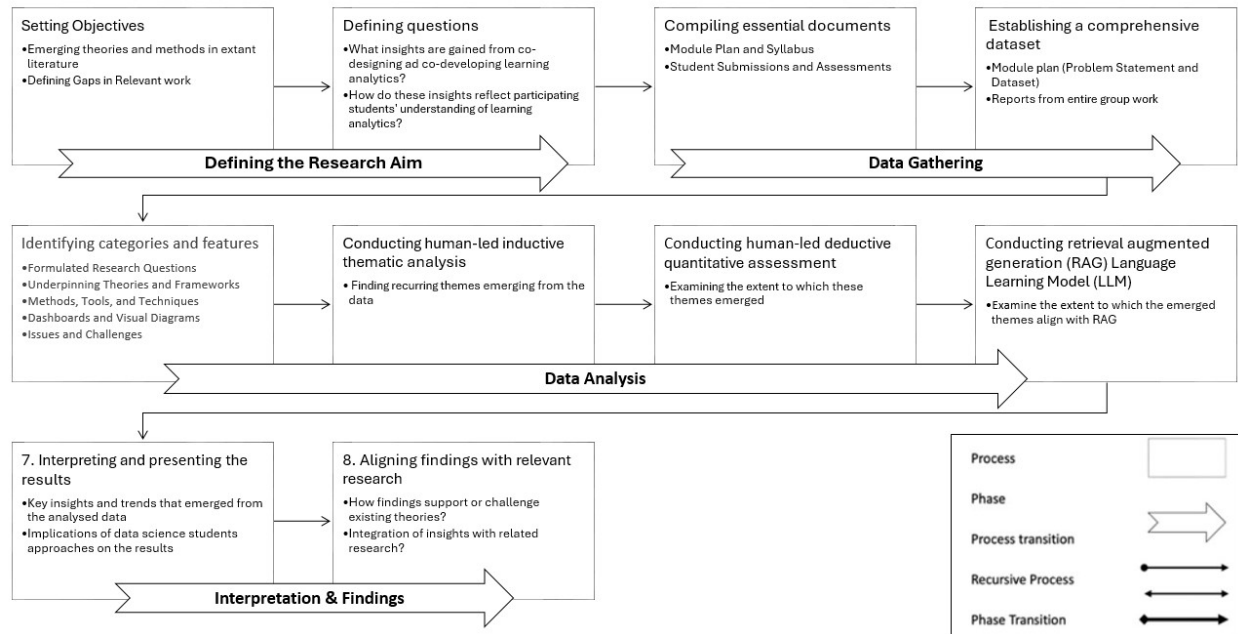 Setting Objectives
•Emerging theories and methods in extant
literature
•Defining Gaps in Relevant work
Defining questions
•What insights are gained from co-
designing ad co-developing learning
analytics?
•How do these insights reflect participating
students' understanding of learning
analytics?
Defining the Research Aim
Compiling essential documents
•Module Plan and Syllabus
•Student Submissions and Assessments
Establishing a comprehensive
dataset
•Module plan (Problem Statement and
Dataset)
•Reports from entire group work
Data Gathering
Identifying categories and features
•Formulated Research Questions
•Underpinning Theories and Frameworks
•Methods, Tools, and Techniques
•Dashboards and Visual Diagrams
•Issues and Challenges
Conducting human-led inductive
thematic analysis
• Finding recurring themes emerging from the
data
Conducting human-led deductive
quantitative assessment
•Examining the extent to which these
themes emerged
Conducting retrieval augmented
generation (RAG) Language
Learning Model (LLM)
•Examine the extent to which the emerged
themes align with RAG
Data Analysis
7. Interpreting and presenting the
results
•Key insights and trends that emerged from
the analysed data
•Implications of data science students
approaches on the results
8. Aligning findings with relevant
research
•How findings support or challenge
existing theories?
•Integration of insights with related
research?
Interpretation & Findings
Process
Phase
Process transition
Recursive Process
Phase Transition